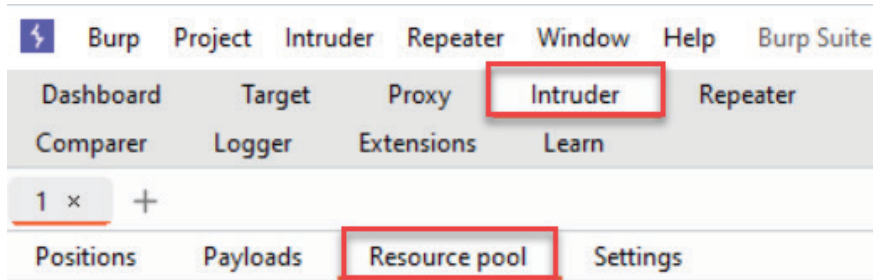 Burp Project Intruder Repeater Window Help Burp Suite
Dashboard Target Proxy Intruder Repeater
Comparer Logger Extensions Learn
1 × +
Positions Payloads Resource pool Settings